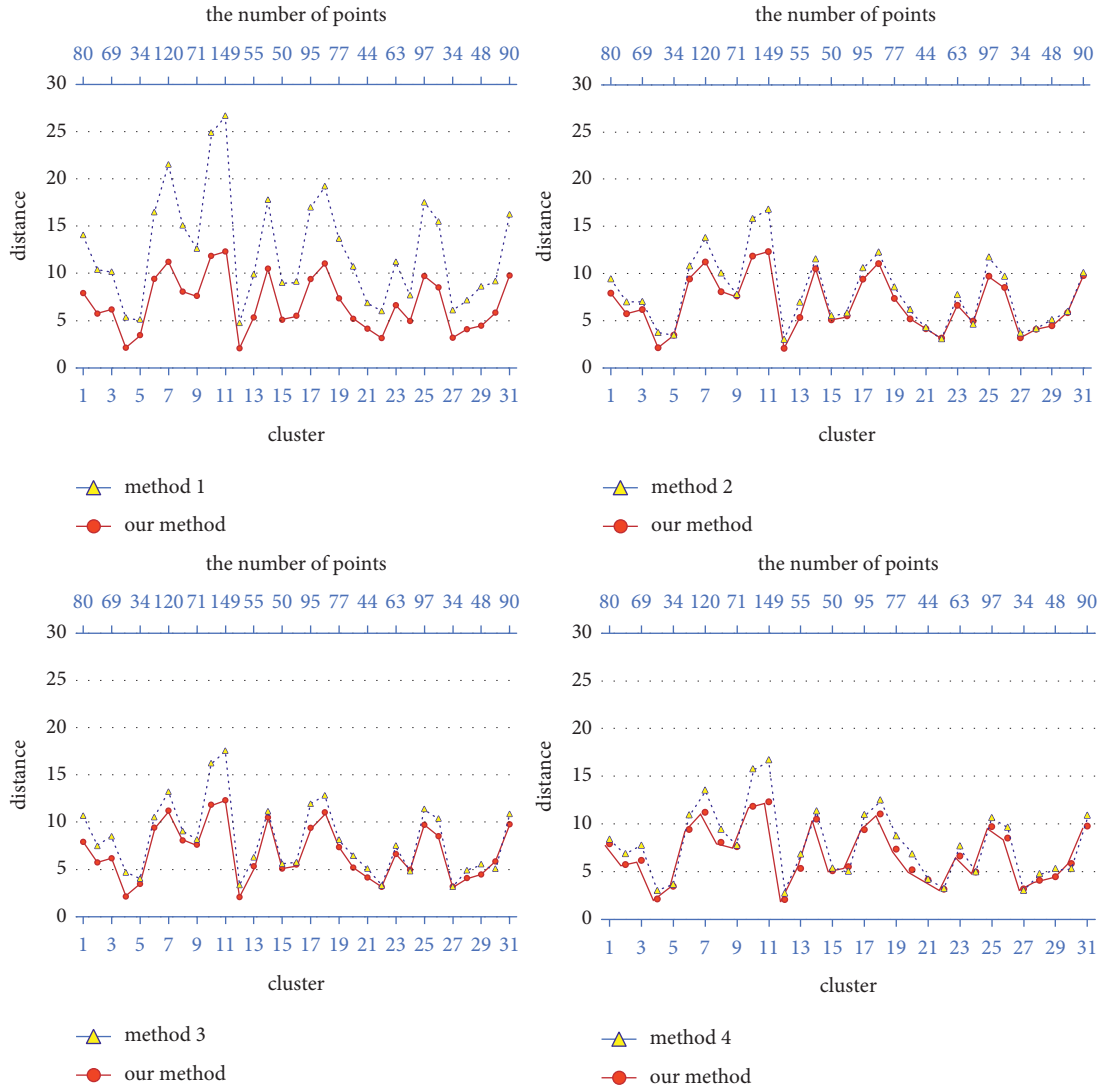 the number of points
80 69 34 120 71 149 55 50 95 77 44 63 97 34 48 90
30
25
20
15
10
5
0
distance
1 3 5 7 9 11 13 15 17 19 21 23 25 27 29 31
cluster
method 1
our method
the number of points
80 69 34 120 71 149 55 50 95 77 44 63 97 34 48 90
30
25
20
15
10
5
0
distance
1 3 5 7 9 11 13 15 17 19 21 23 25 27 29 31
cluster
method 2
our method
the number of points
80 69 34 120 71 149 55 50 95 77 44 63 97 34 48 90
30
25
20
15
10
5
0
distance
1 3 5 7 9 11 13 15 17 19 21 23 25 27 29 31
cluster
method 3
our method
the number of points
80 69 34 120 71 149 55 50 95 77 44 63 97 34 48 90
30
25
20
15
10
5
0
distance
1 3 5 7 9 11 13 15 17 19 21 23 25 27 29 31
cluster
method 4
our method